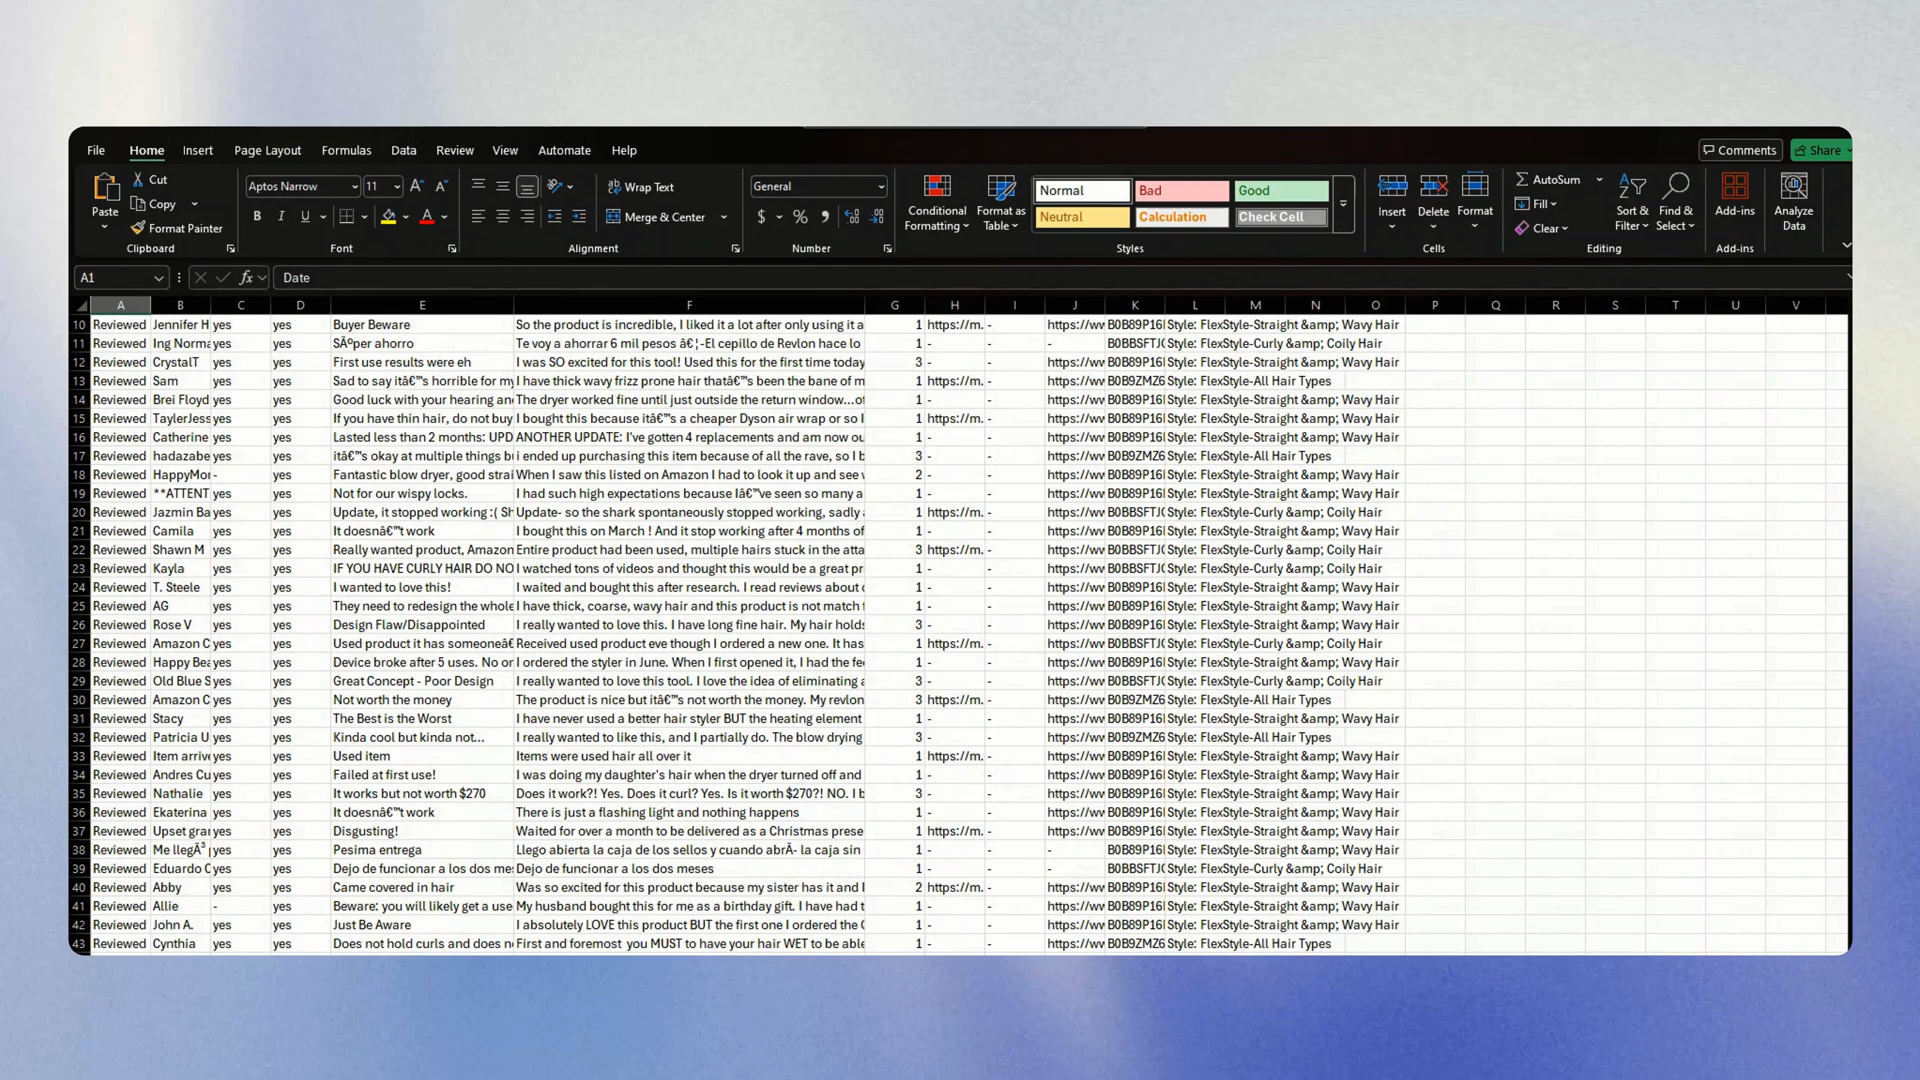 File Home Insert Page Layout Formulas Data Review View Automate Help Comments Share
Paste Cut Copy Format Painter Clipboard
Aptos Narrow 11 A A B I U A Font
Wrap Text Merge & Center Alignment
General $ % Number
Conditional Formatting Format as Table Normal Bad Good Neutral Calculation Check Cell Styles
Insert Delete Format Cells
AutoSum Fill Clear Sort & Filter Find & Select Editing
Add-ins Add-ins Analyze Data
A1 fx Date
A B C D E F G H I J K L M N O P Q R S T U V
10 Reviewed Jennifer H yes yes Buyer Beware So the product is incredible, I liked it a lot after only using it a 1 https://m. - https://ww B0B89P16 Style: FlexStyle-Straight &amp; Wavy Hair
11 Reviewed Ing Norma yes yes SÃºper ahorro Te voy a ahorrar 6 mil pesos â€¦-El cepillo de Revlon hace lo 1 - - B0BBSFTJ Style: FlexStyle-Curly &amp; Coily Hair
12 Reviewed CrystalT yes yes First use results were eh I was SO excited for this tool! Used this for the first time today 3 - https://ww B0B89P16 Style: FlexStyle-Straight &amp; Wavy Hair
13 Reviewed Sam yes yes Sad to say itâ€™s horrible for my I have thick wavy frizz prone hair thatâ€™s been the bane of m 1 https://m. - https://ww B0B9ZMZ6 Style: FlexStyle-All Hair Types
14 Reviewed Brei Floyd yes yes Good luck with your hearing and The dryer worked fine until just outside the return window...of 1 - - https://ww B0B89P16 Style: FlexStyle-Straight &amp; Wavy Hair
15 Reviewed TaylerJess yes yes If you have thin hair, do not buy I bought this because itâ€™s a cheaper Dyson air wrap or so I 1 https://m. - https://ww B0B89P16 Style: FlexStyle-Straight &amp; Wavy Hair
16 Reviewed Catherine yes yes Lasted less than 2 months: UPD ANOTHER UPDATE: I've gotten 4 replacements and am now ou 1 - - https://ww B0B89P16 Style: FlexStyle-Straight &amp; Wavy Hair
17 Reviewed hadazabe yes yes itâ€™s okay at multiple things bu i ended up purchasing this item because of all the rave, so I b 3 - - https://ww B0B9ZMZ6 Style: FlexStyle-All Hair Types
18 Reviewed HappyMor - yes Fantastic blow dryer, good strai When I saw this listed on Amazon I had to look it up and see w 2 - - https://ww B0B89P16 Style: FlexStyle-Straight &amp; Wavy Hair
19 Reviewed **ATTENT yes yes Not for our wispy locks. I had such high expectations because Iâ€™ve seen so many a 1 - - https://ww B0B89P16 Style: FlexStyle-Straight &amp; Wavy Hair
20 Reviewed Jazmin Ba yes yes Update, it stopped working :( Sh Update- so the shark spontaneously stopped working, sadly 1 https://m. - https://ww B0BBSFTJ Style: FlexStyle-Curly &amp; Coily Hair
21 Reviewed Camila yes yes It doesnâ€™t work I bought this on March ! And it stop working after 4 months of 1 - - https://ww B0B89P16 Style: FlexStyle-Straight &amp; Wavy Hair
22 Reviewed Shawn M yes yes Really wanted product, Amazon Entire product had been used, multiple hairs stuck in the atta 3 https://m. - https://ww B0BBSFTJ Style: FlexStyle-Curly &amp; Coily Hair
23 Reviewed Kayla yes yes IF YOU HAVE CURLY HAIR DO NO I watched tons of videos and thought this would be a great pr 1 - - https://ww B0BBSFTJ Style: FlexStyle-Curly &amp; Coily Hair
24 Reviewed T. Steele yes yes I wanted to love this! I waited and bought this after research. I read reviews about 1 - - https://ww B0B89P16 Style: FlexStyle-Straight &amp; Wavy Hair
25 Reviewed AG yes yes They need to redesign the whole I have thick, coarse, wavy hair and this product is not match 1 - - https://ww B0B89P16 Style: FlexStyle-Straight &amp; Wavy Hair
26 Reviewed Rose V yes yes Design Flaw/Disappointed I really wanted to love this. I have long fine hair. My hair holds 3 - - https://ww B0B89P16 Style: FlexStyle-Straight &amp; Wavy Hair
27 Reviewed Amazon C yes yes Used product it has someoneâ€ Received used product eve though I ordered a new one. It has 1 https://m. - https://ww B0BBSFTJ Style: FlexStyle-Curly &amp; Coily Hair
28 Reviewed Happy Bea yes yes Device broke after 5 uses. No or I ordered the styler in June. When I first opened it, I had the fee 1 - - https://ww B0B89P16 Style: FlexStyle-Straight &amp; Wavy Hair
29 Reviewed Old Blue S yes yes Great Concept - Poor Design I really wanted to love this tool. I love the idea of eliminating a 3 - - https://ww B0BBSFTJ Style: FlexStyle-Curly &amp; Coily Hair
30 Reviewed Amazon C yes yes Not worth the money The product is nice but itâ€™s not worth the money. My revlon 3 https://m. - https://ww B0B9ZMZ6 Style: FlexStyle-All Hair Types
31 Reviewed Stacy yes yes The Best is the Worst I have never used a better hair styler BUT the heating element 1 - - https://ww B0B89P16 Style: FlexStyle-Straight &amp; Wavy Hair
32 Reviewed Patricia U yes yes Kinda cool but kinda not... I really wanted to like this, and I partially do. The blow drying 3 - - https://ww B0B9ZMZ6 Style: FlexStyle-All Hair Types
33 Reviewed Item arrive yes yes Used item Items were used hair all over it 1 https://m. - https://ww B0B89P16 Style: FlexStyle-Straight &amp; Wavy Hair
34 Reviewed Andres Cu yes yes Failed at first use! I was doing my daughter's hair when the dryer turned off and 1 - - https://ww B0B89P16 Style: FlexStyle-Straight &amp; Wavy Hair
35 Reviewed Nathalie yes yes It works but not worth $270 Does it work?! Yes. Does it curl? Yes. Is it worth $270?! NO. I b 3 - - https://ww B0B89P16 Style: FlexStyle-Straight &amp; Wavy Hair
36 Reviewed Ekaterina yes yes It doesnâ€™t work There is just a flashing light and nothing happens 1 - - https://ww B0B89P16 Style: FlexStyle-Straight &amp; Wavy Hair
37 Reviewed Upset gran yes yes Disgusting! Waited for over a month to be delivered as a Christmas prese 1 https://m. - https://ww B0B89P16 Style: FlexStyle-Straight &amp; Wavy Hair
38 Reviewed Me llegÃ³ yes yes Pesima entrega Llego abierta la caja de los sellos y cuando abrÃ- la caja sin 1 - - - B0B89P16 Style: FlexStyle-Straight &amp; Wavy Hair
39 Reviewed Eduardo C yes yes Dejo de funcionar a los dos me Dejo de funcionar a los dos meses 1 - - - B0BBSFTJ Style: FlexStyle-Curly &amp; Coily Hair
40 Reviewed Abby yes yes Came covered in hair Was so excited for this product because my sister has it and I 2 https://m. - https://ww B0B89P16 Style: FlexStyle-Straight &amp; Wavy Hair
41 Reviewed Allie - yes Beware: you will likely get a use My husband bought this for me as a birthday gift. I have had t 1 - - https://ww B0B89P16 Style: FlexStyle-Straight &amp; Wavy Hair
42 Reviewed John A. yes yes Just Be Aware I absolutely LOVE this product BUT the first one I ordered the 1 - - https://ww B0B89P16 Style: FlexStyle-Straight &amp; Wavy Hair
43 Reviewed Cynthia yes yes Does not hold curls and does n First and foremost you MUST to have your hair WET to be able 1 - - https://ww B0B9ZMZ6 Style: FlexStyle-All Hair Types